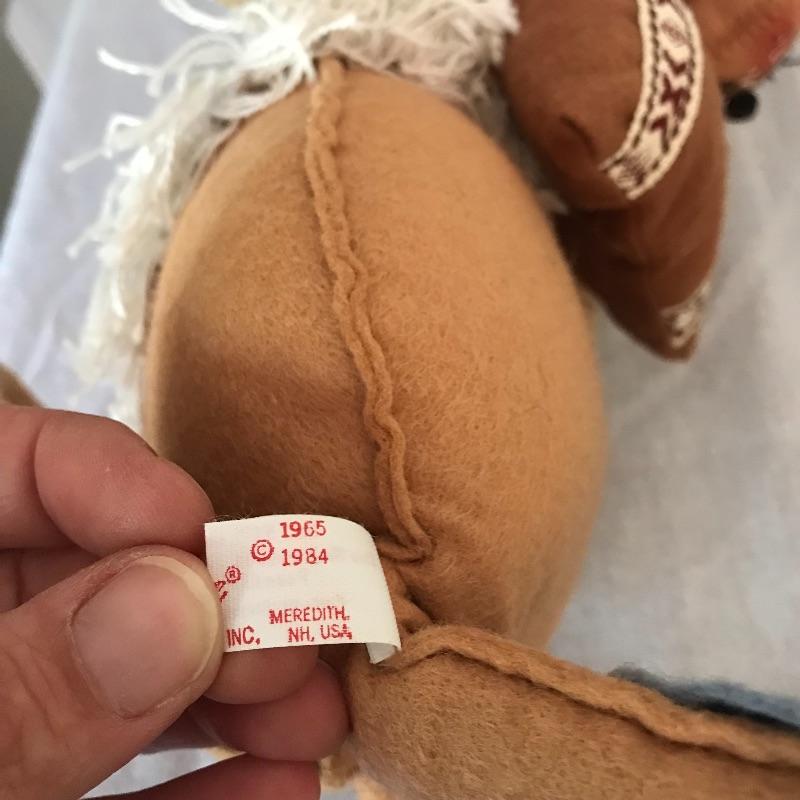 1965
© 1984
®
MEREDITH,
INC. NH, USA